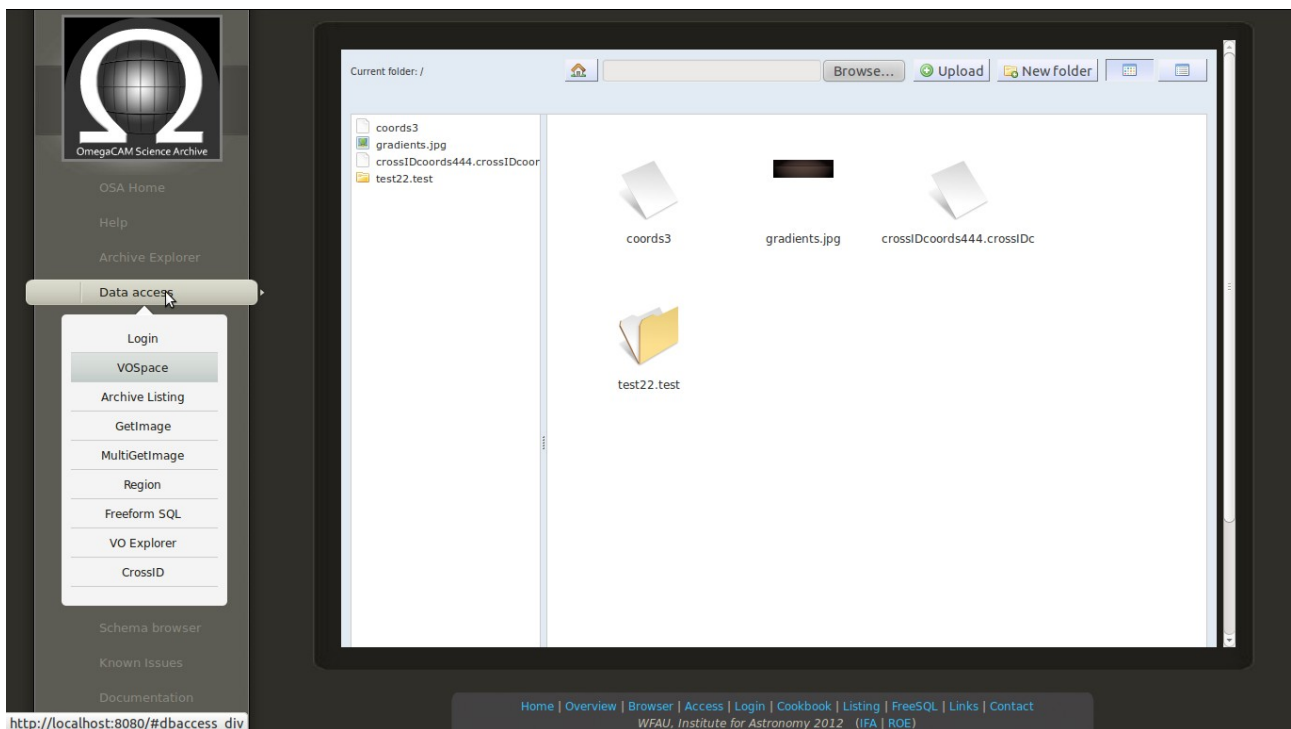 OmegaCAM Science Archive
OSA Home
Help
Archive Explorer
Data access
Login
VOSpace
Archive Listing
GetImage
MultiGetImage
Region
Freeform SQL
VO Explorer
CrossID
Schema browser
Known Issues
Documentation
http://localhost:8080/#dbaccess_div
Current folder: /
Browse...
Upload
New folder
coords3
gradients.jpg
crossIDcoords444.crossIDcoor
test22.test
coords3
gradients.jpg
crossIDcoords444.crossIDc
test22.test
Home | Overview | Browser | Access | Login | Cookbook | Listing | FreeSQL | Links | Contact
WFAU, Institute for Astronomy 2012 (IFA | ROE)